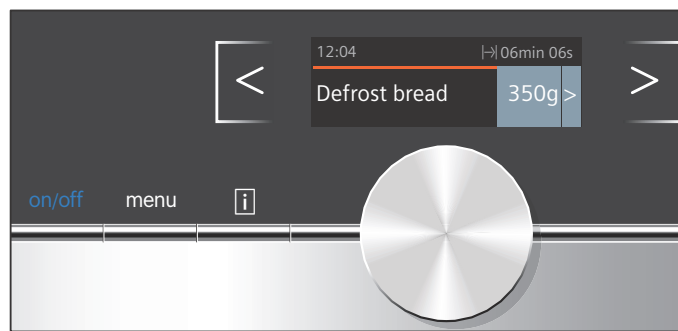 12:04 →| 06min 06s
< Defrost bread 350g > >
on/off menu i